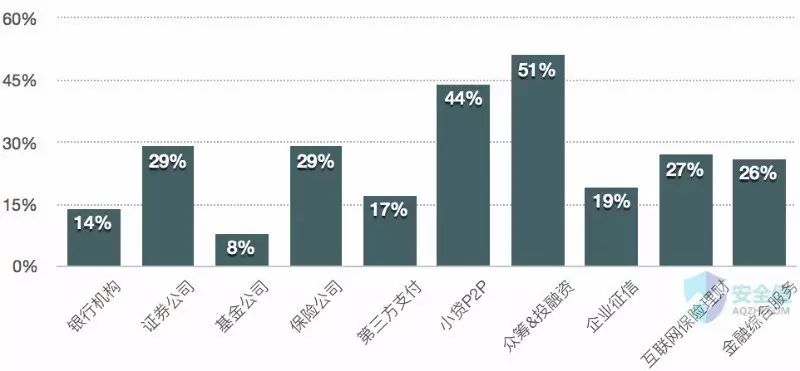 60%
45%
30%
15%
0%
14%
29%
8%
29%
17%
44%
51%
19%
27%
26%
银行机构
证券公司
基金公司
保险公司
第三方支付
小贷P2P
众筹&投融资
企业征信
互联网保险理财
金融综合服务
安全值